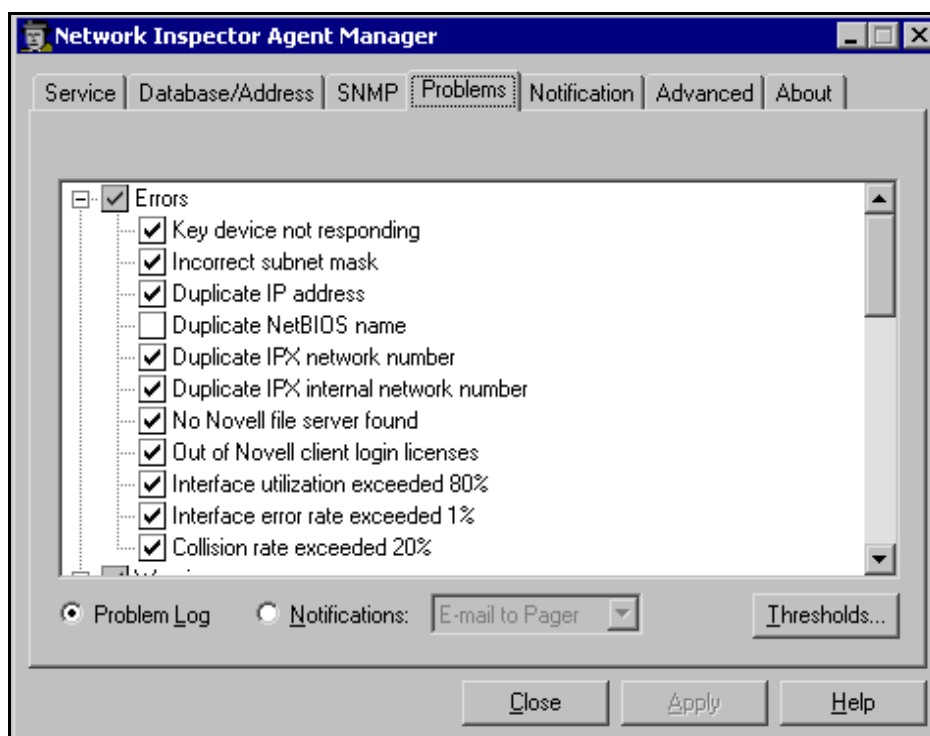 Network Inspector Agent Manager
Service Database/Address SNMP Problems Notification Advanced About
Errors
Key device not responding
Incorrect subnet mask
Duplicate IP address
Duplicate NetBIOS name
Duplicate IPX network number
Duplicate IPX internal network number
No Novell file server found
Out of Novell client login licenses
Interface utilization exceeded 80%
Interface error rate exceeded 1%
Collision rate exceeded 20%
Problem Log Notifications: E-mail to Pager Thresholds...
Close Apply Help